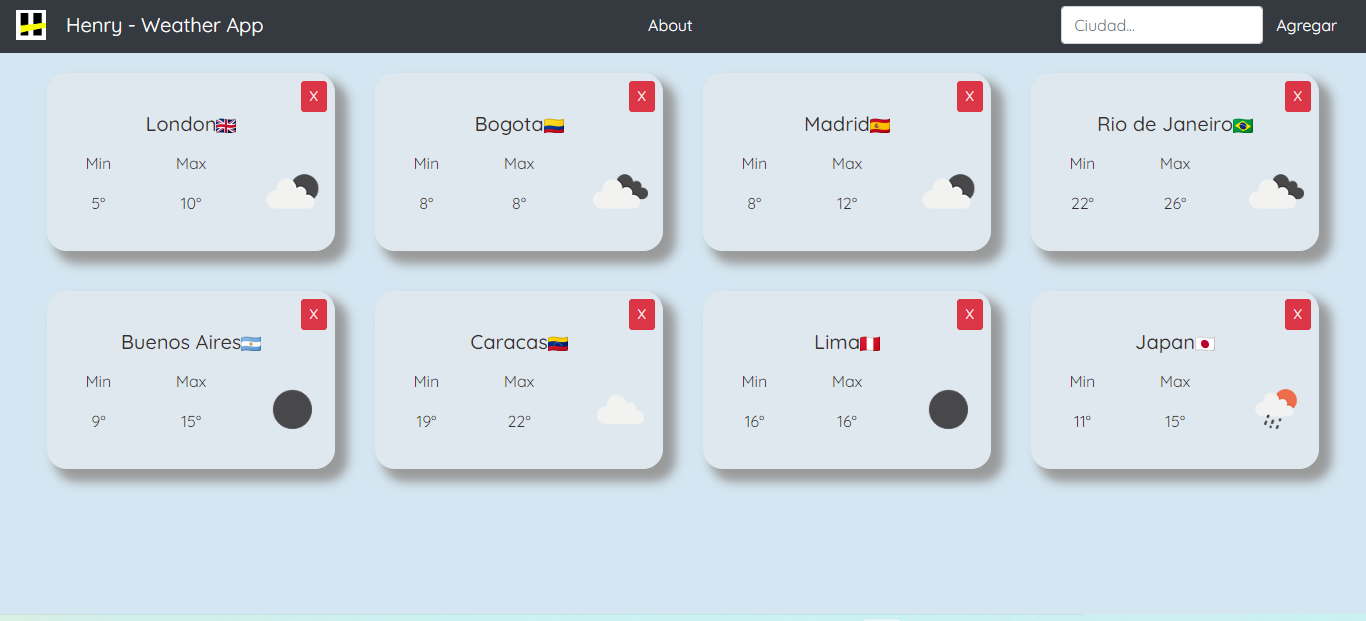 Henry - Weather App About Ciudad... Agregar
X X X X
London Bogota Madrid Rio de Janeiro
Min Max Min Max Min Max Min Max
5° 10° 8° 8° 8° 12° 22° 26°
X X X X
Buenos Aires Caracas Lima Japan
Min Max Min Max Min Max Min Max
9° 15° 19° 22° 16° 16° 11° 15°